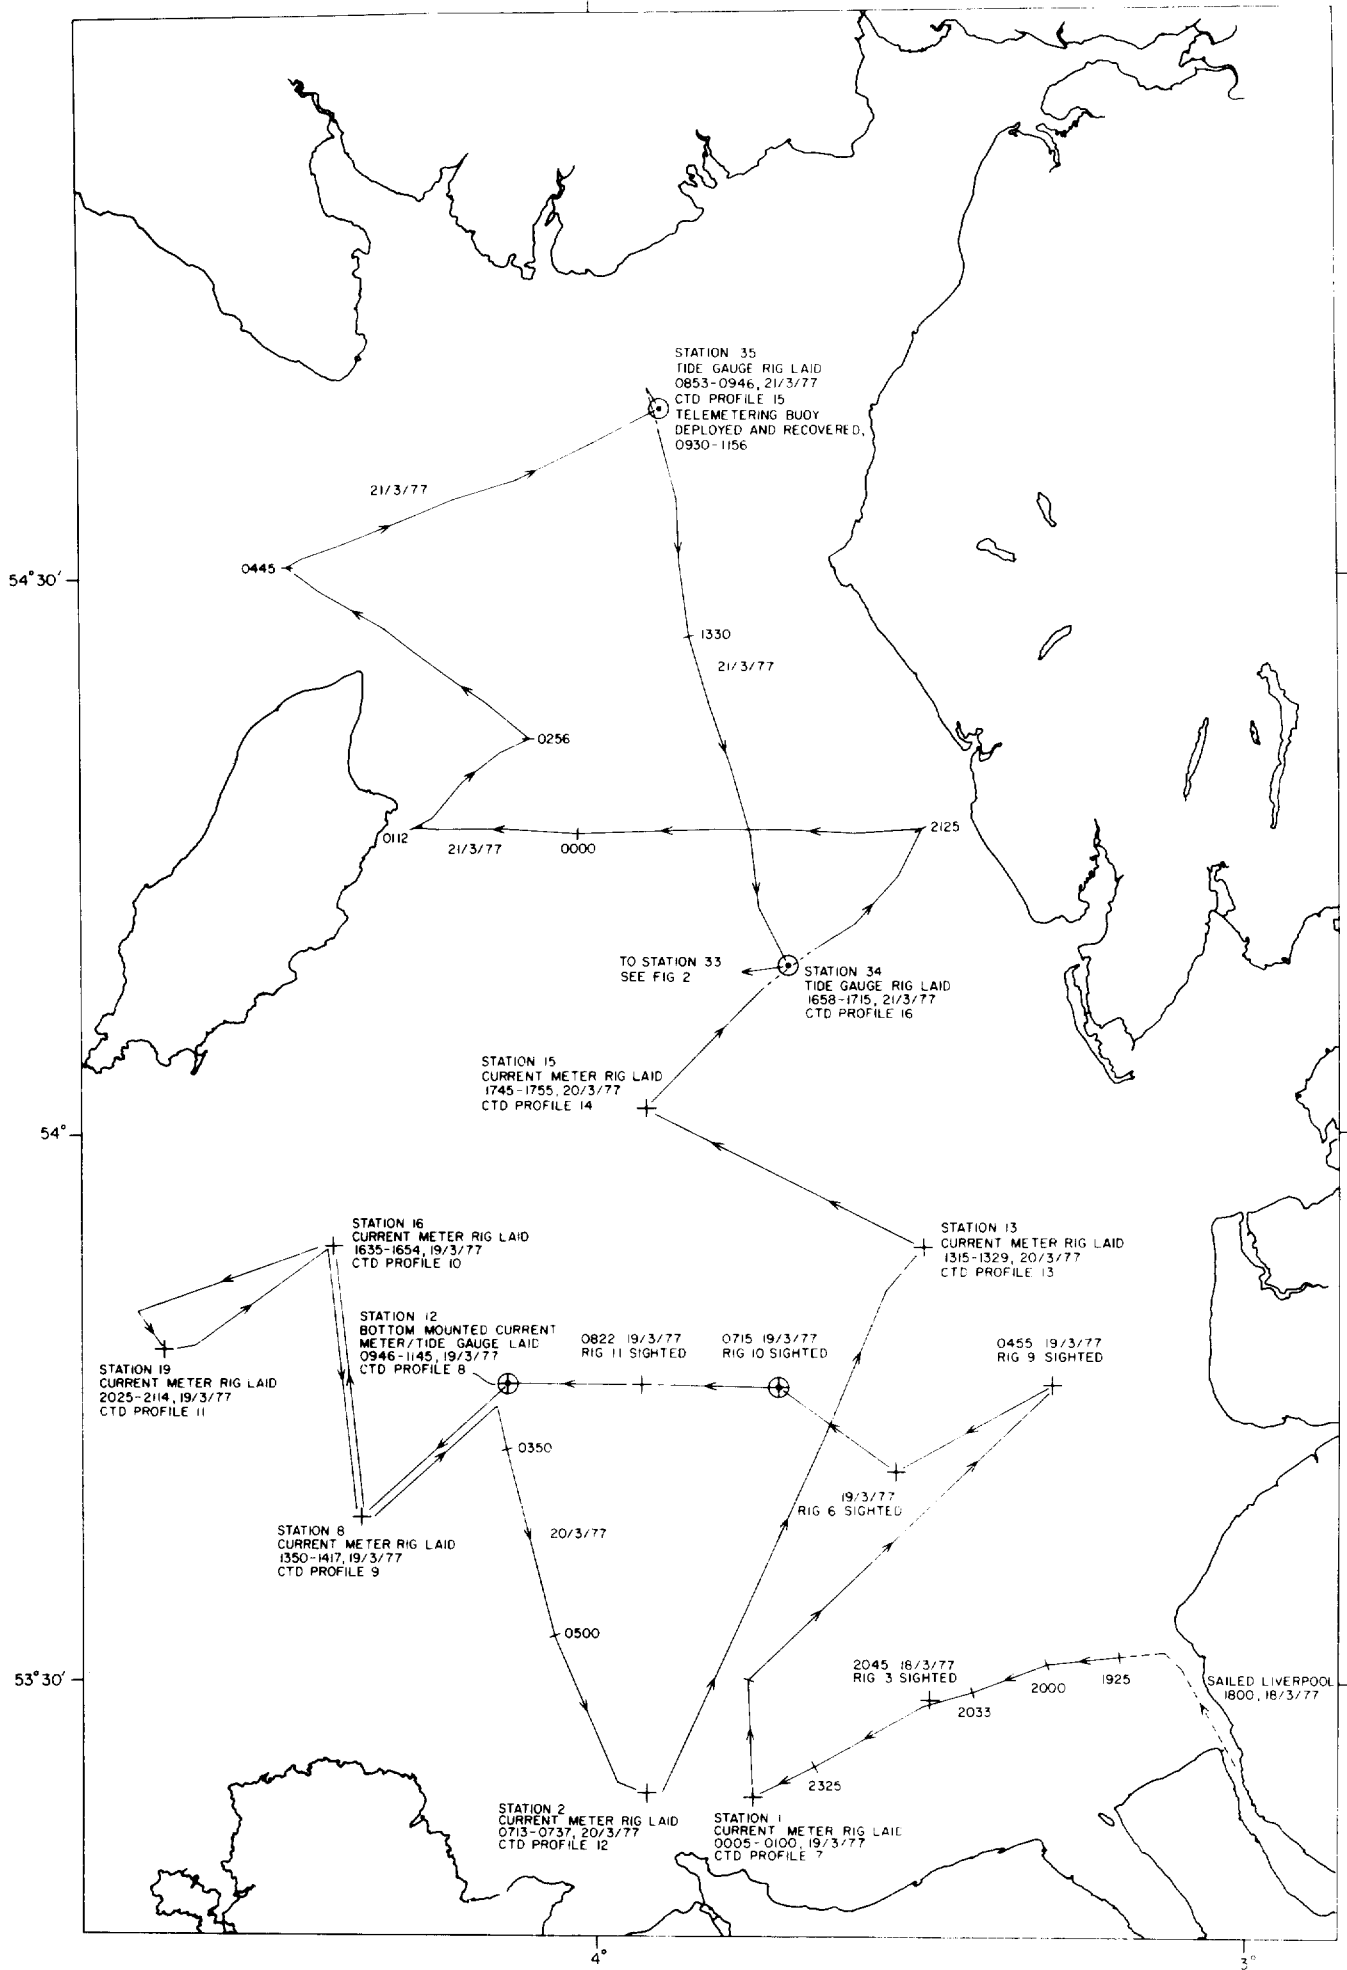 STATION 35
TIDE GAUGE RIG LAID
0853-0946, 21/3/77
CTD PROFILE 15
TELEMETERING BUOY
DEPLOYED AND RECOVERED,
0930-1156
21/3/77
0445
54°30'
1330
21/3/77
0256
0112
21/3/77
0000
2125
TO STATION 33
SEE FIG 2
STATION 34
TIDE GAUGE RIG LAID
1658-1715, 21/3/77
CTD PROFILE 16
STATION 15
CURRENT METER RIG LAID
1745-1755, 20/3/77
CTD PROFILE 14
54°
STATION 16
CURRENT METER RIG LAID
1635-1654, 19/3/77
CTD PROFILE 10
STATION 13
CURRENT METER RIG LAID
1315-1329, 20/3/77
CTD PROFILE 13
STATION 12
BOTTOM MOUNTED CURRENT
METER/TIDE GAUGE LAID
0946-1145, 19/3/77
CTD PROFILE 8
0822 19/3/77
RIG 11 SIGHTED
0715 19/3/77
RIG 10 SIGHTED
0455 19/3/77
RIG 9 SIGHTED
STATION 19
CURRENT METER RIG LAID
2025-2114, 19/3/77
CTD PROFILE 11
0350
19/3/77
RIG 6 SIGHTED
STATION 8
CURRENT METER RIG LAID
1350-1417, 19/3/77
CTD PROFILE 9
20/3/77
0500
53°30'
2045 18/3/77
RIG 3 SIGHTED
2033
2000
1925
SAILED LIVERPOOL
1800, 18/3/77
2325
STATION 2
CURRENT METER RIG LAID
0713-0737, 20/3/77
CTD PROFILE 12
STATION 1
CURRENT METER RIG LAID
0005-0100, 19/3/77
CTD PROFILE 7
4°
3°